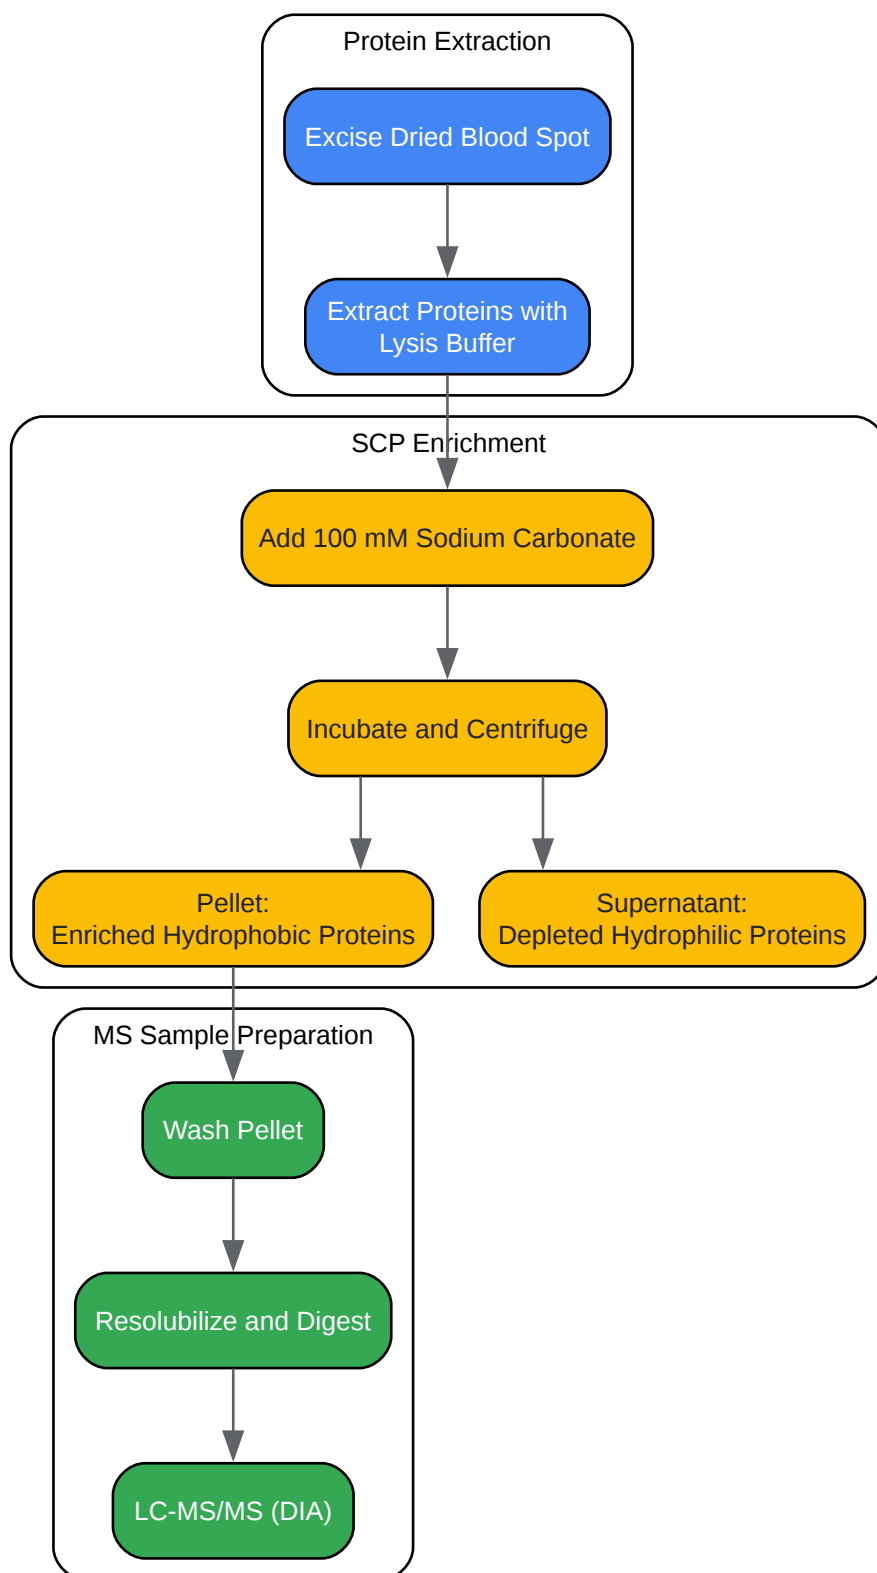 Protein Extraction
Excise Dried Blood Spot
Extract Proteins with
Lysis Buffer
SCP Enrichment
Add 100 mM Sodium Carbonate
Incubate and Centrifuge
Pellet:
Enriched Hydrophobic Proteins
Supernatant:
Depleted Hydrophilic Proteins
MS Sample Preparation
Wash Pellet
Resolubilize and Digest
LC-MS/MS (DIA)